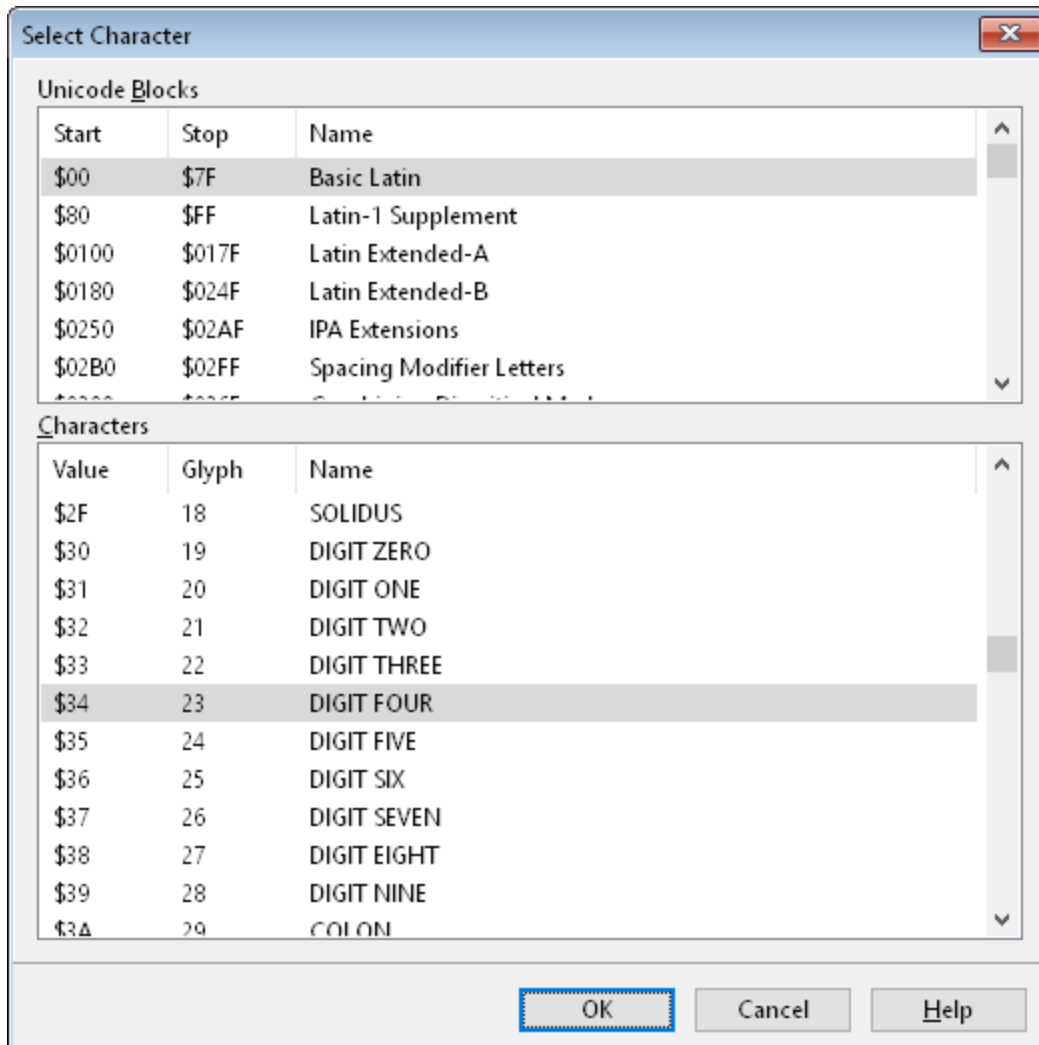 Select Character
Unicode Blocks
Start Stop Name
$00 $7F Basic Latin
$80 $FF Latin-1 Supplement
$0100 $017F Latin Extended-A
$0180 $024F Latin Extended-B
$0250 $02AF IPA Extensions
$02B0 $02FF Spacing Modifier Letters
Characters
Value Glyph Name
$2F 18 SOLIDUS
$30 19 DIGIT ZERO
$31 20 DIGIT ONE
$32 21 DIGIT TWO
$33 22 DIGIT THREE
$34 23 DIGIT FOUR
$35 24 DIGIT FIVE
$36 25 DIGIT SIX
$37 26 DIGIT SEVEN
$38 27 DIGIT EIGHT
$39 28 DIGIT NINE
$3A 29 COLON
OK Cancel Help